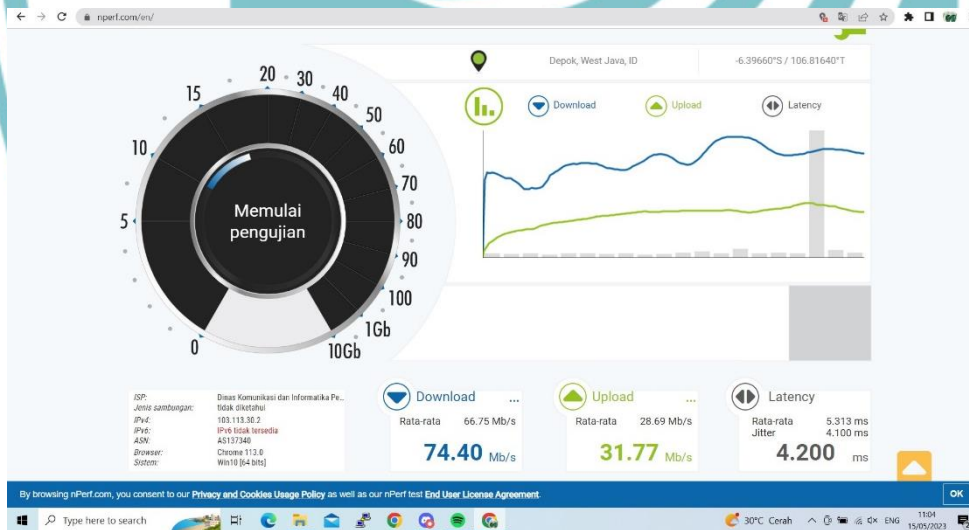 nperf.com/en/
Depok, West Java, ID
-6.39660°S / 106.81640°T
Download
Upload
Latency
0
5
10
15
20
30
40
50
60
70
80
90
100
1Gb
10Gb
Memulai
pengujian
ISP: Dinas Komunikasi dan Informatika Pe...
Jenis sambungan: tidak diketahui
IPv4: 103.113.30.2
IPv6: IPv6 tidak tersedia
ASN: AS137340
Browser: Chrome 113.0
Sistem: Win10 [64 bits]
Download ...
Rata-rata 66.75 Mb/s
74.40 Mb/s
Upload ...
Rata-rata 28.69 Mb/s
31.77 Mb/s
Latency
Rata-rata 5.313 ms
Jitter 4.100 ms
4.200 ms
By browsing nPerf.com, you consent to our Privacy and Cookies Usage Policy as well as our nPerf test End User License Agreement.
OK
Type here to search
30°C Cerah
ENG
11:04
15/05/2023